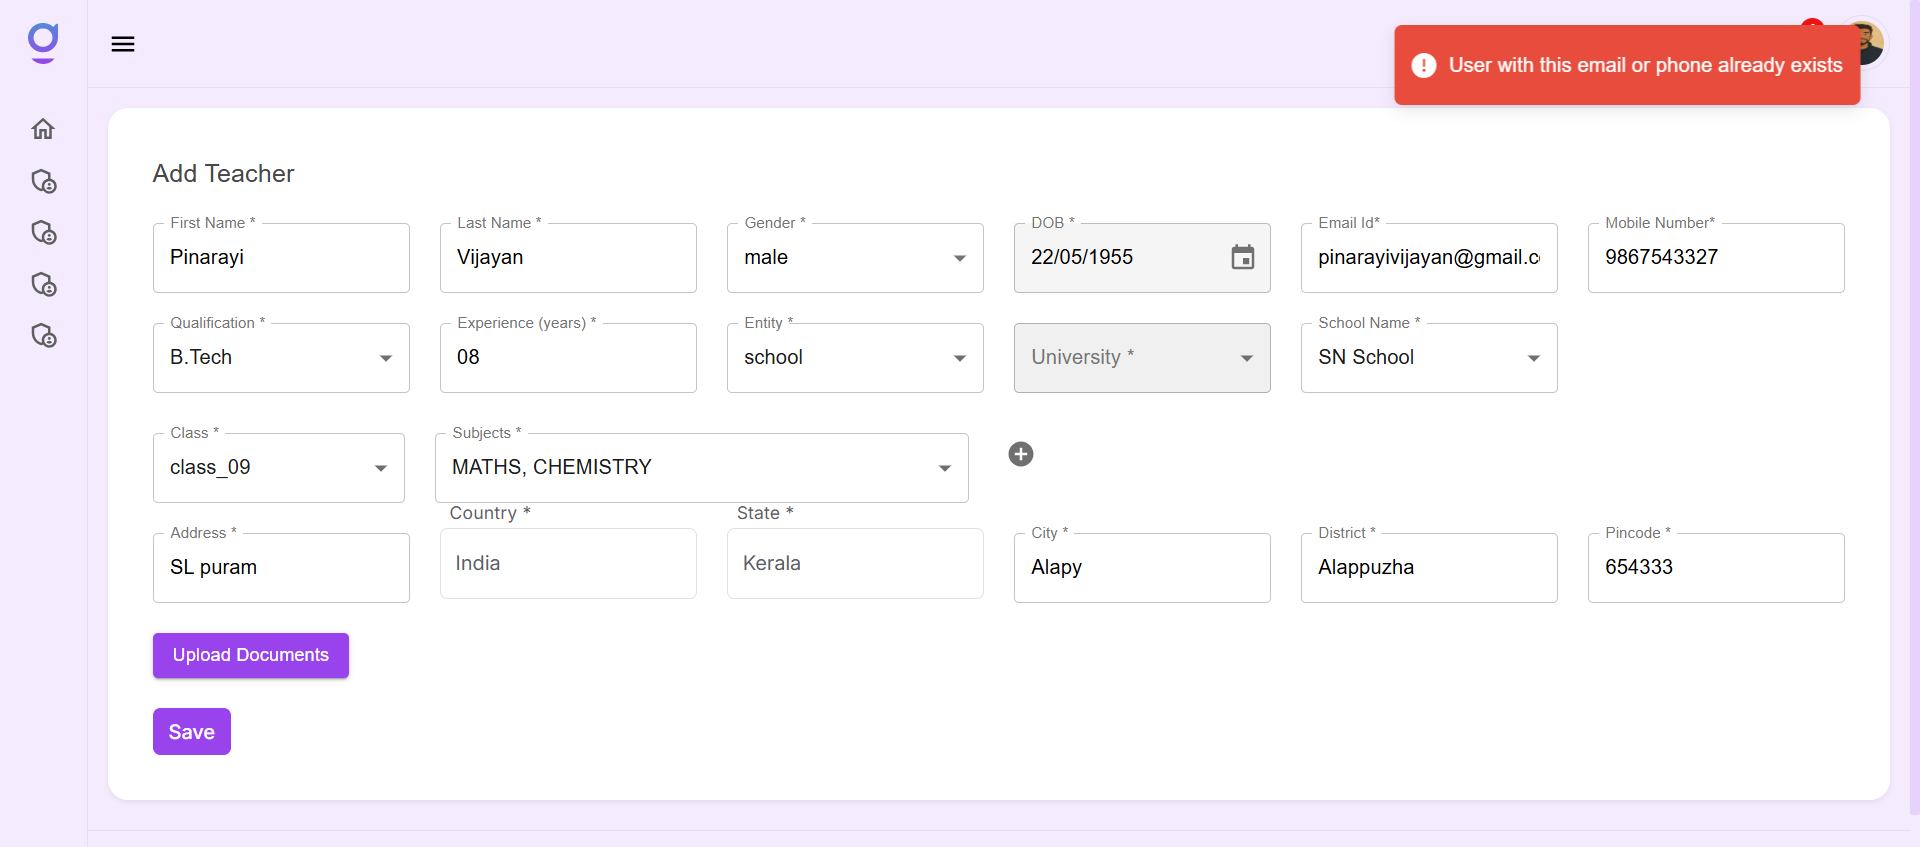 User with this email or phone already exists
Add Teacher
First Name *
Pinarayi
Last Name *
Vijayan
Gender *
male
DOB *
22/05/1955
Email Id*
pinarayivijayan@gmail.c
Mobile Number*
9867543327
Qualification *
B.Tech
Experience (years) *
08
Entity *
school
University *
School Name *
SN School
Class *
class_09
Subjects *
MATHS, CHEMISTRY
Address *
SL puram
Country *
India
State *
Kerala
City *
Alapy
District *
Alappuzha
Pincode *
654333
Upload Documents
Save